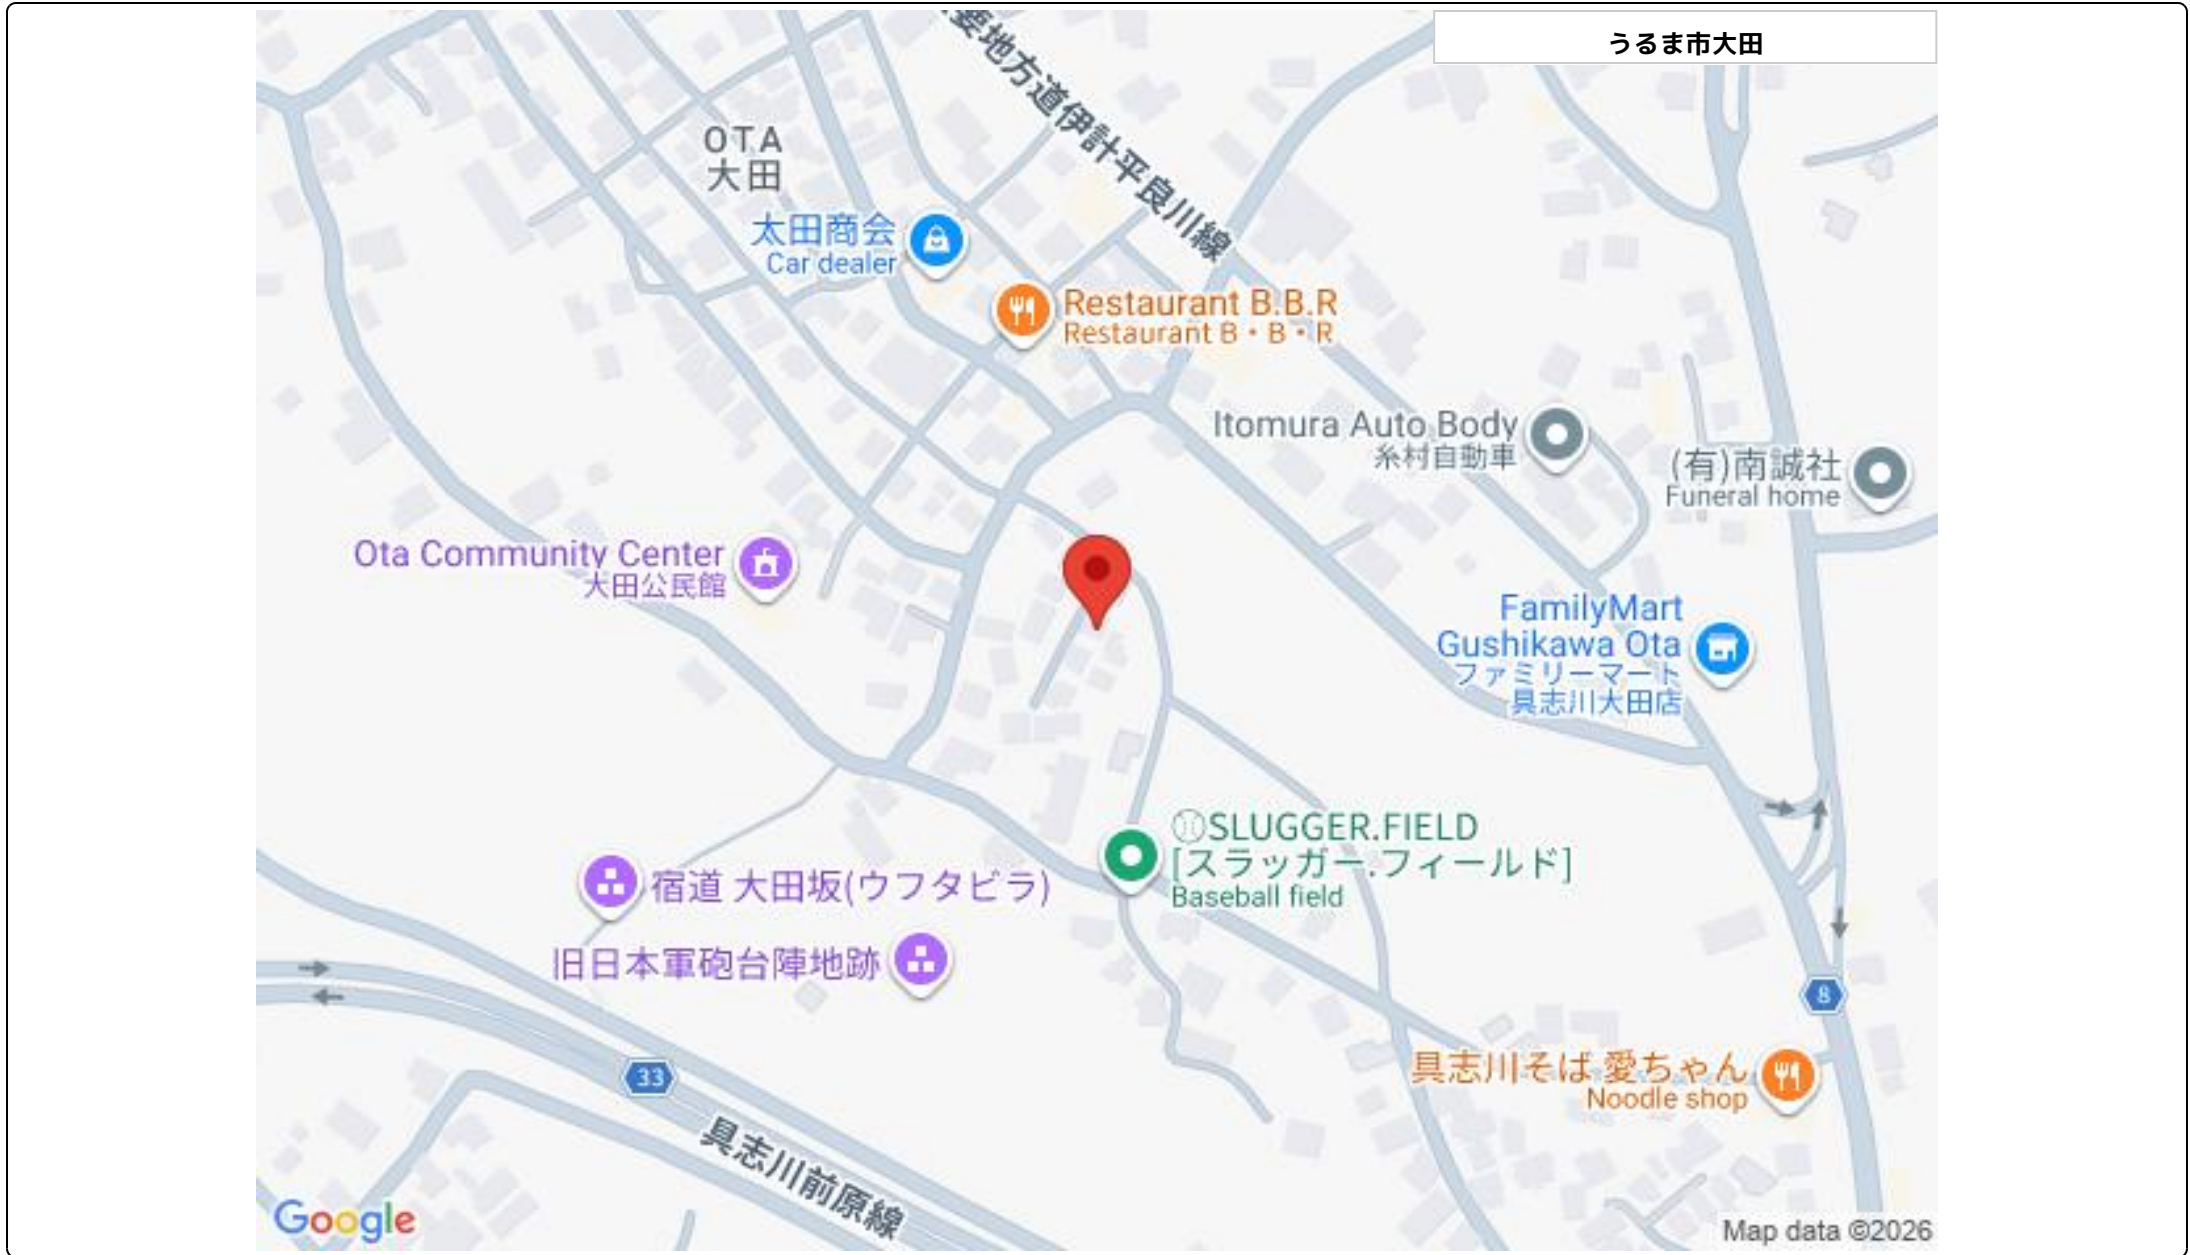 うるま市大田
要地方道伊計平良川線
OTA
大田
太田商会
Car dealer
Restaurant B.B.R
Restaurant B・B・R
Itomura Auto Body
糸村自動車
(有)南誠社
Funeral home
Ota Community Center
大田公民館
FamilyMart
Gushikawa Ota
ファミリーマート
具志川大田店
SLUGGER.FIELD
[スラッガー.フィールド]
Baseball field
宿道 大田坂(ウフタビラ)
旧日本軍砲台陣地跡
8
33
具志川そば 愛ちゃん
Noodle shop
具志川前原線
Google
Map data ©2026